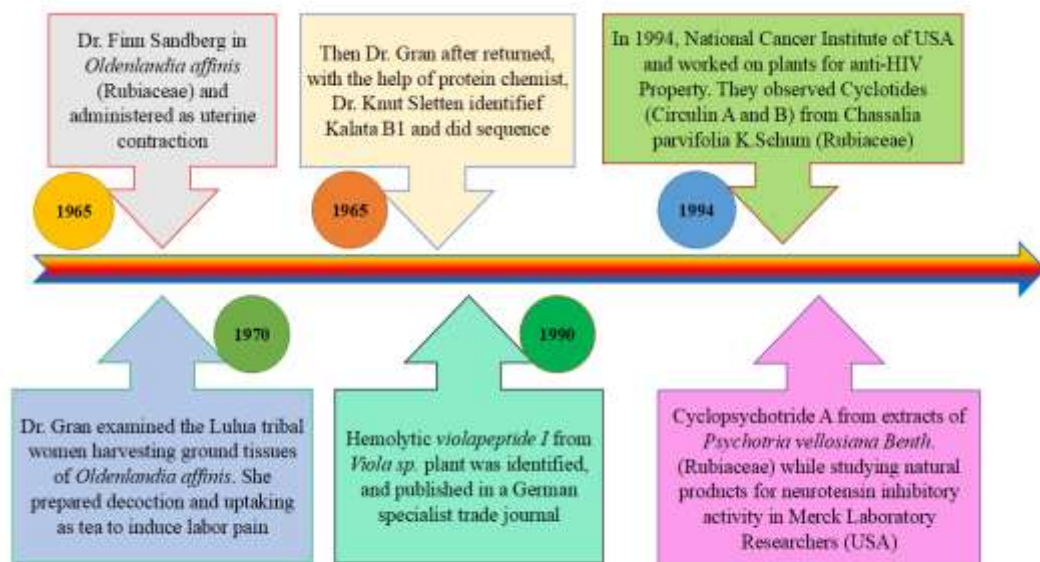 Dr. Finn Sandberg in
Oldenlandia affinis
(Rubiaceae) and
administered as uterine
contraction
1965
Then Dr. Gran after returned,
with the help of protein chemist,
Dr. Knut Sletten identifief
Kalata B1 and did sequence
1965
In 1994, National Cancer Institute of USA
and worked on plants for anti-HIV
Property. They observed Cyclotides
(Circulin A and B) from Chassalia
parvifolia K.Schum (Rubiaceae)
1994
1970
Dr. Gran examined the Lulua tribal
women harvesting ground tissues
of Oldenlandia affinis. She
prepared decoction and uptaking
as tea to induce labor pain
1990
Hemolytic violapeptide I from
Viola sp. plant was identified,
and published in a German
specialist trade journal
Cyclopsychotride A from extracts of
Psychotria vellosiana Benth.
(Rubiaceae) while studying natural
products for neurotensin inhibitory
activity in Merck Laboratory
Researchers (USA)